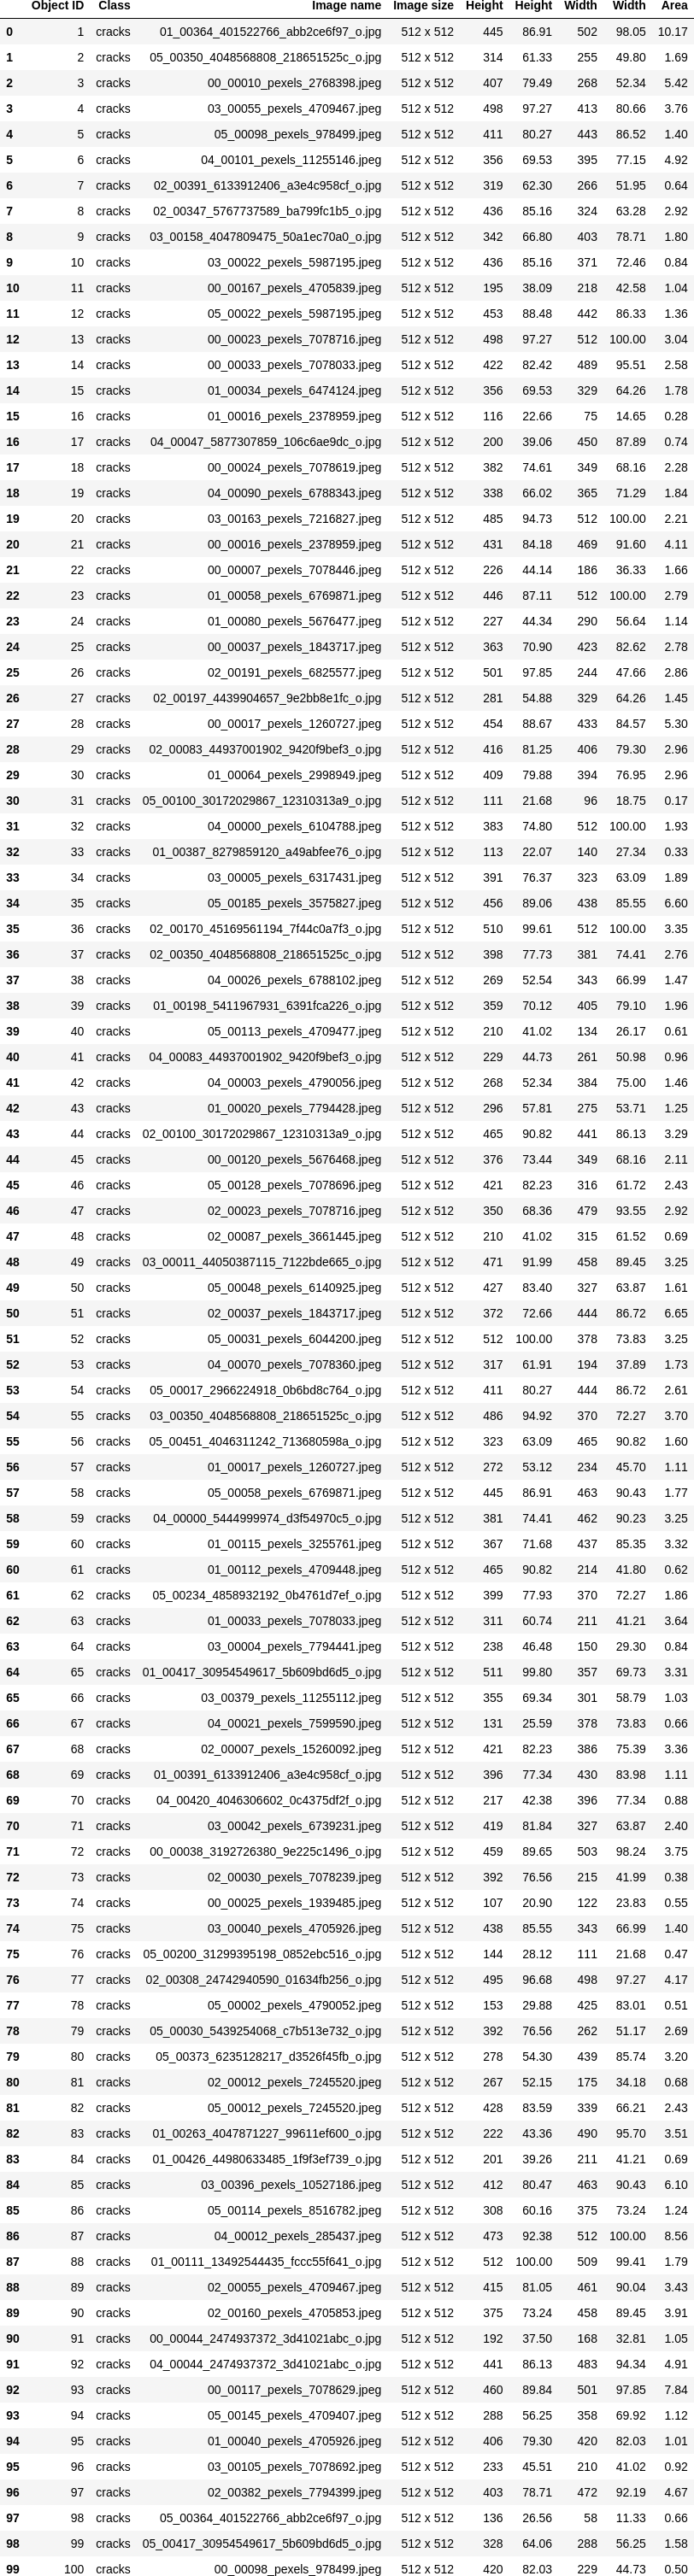 Object ID Class Image name Image size Height Height Width Width Area
0 1 cracks 01_00364_401522766_abb2ce6f97_o.jpg 512 x 512 445 86.91 502 98.05 10.17
1 2 cracks 05_00350_4048568808_218651525c_o.jpg 512 x 512 314 61.33 255 49.80 1.69
2 3 cracks 00_00010_pexels_2768398.jpeg 512 x 512 407 79.49 268 52.34 5.42
3 4 cracks 03_00055_pexels_4709467.jpeg 512 x 512 498 97.27 413 80.66 3.76
4 5 cracks 05_00098_pexels_978499.jpeg 512 x 512 411 80.27 443 86.52 1.40
5 6 cracks 04_00101_pexels_11255146.jpeg 512 x 512 356 69.53 395 77.15 4.92
6 7 cracks 02_00391_6133912406_a3e4c958cf_o.jpg 512 x 512 319 62.30 266 51.95 0.64
7 8 cracks 02_00347_5767737589_ba799fc1b5_o.jpg 512 x 512 436 85.16 324 63.28 2.92
8 9 cracks 03_00158_4047809475_50a1ec70a0_o.jpg 512 x 512 342 66.80 403 78.71 1.80
9 10 cracks 03_00022_pexels_5987195.jpeg 512 x 512 436 85.16 371 72.46 0.84
10 11 cracks 00_00167_pexels_4705839.jpeg 512 x 512 195 38.09 218 42.58 1.04
11 12 cracks 05_00022_pexels_5987195.jpeg 512 x 512 453 88.48 442 86.33 1.36
12 13 cracks 00_00023_pexels_7078716.jpeg 512 x 512 498 97.27 512 100.00 3.04
13 14 cracks 00_00033_pexels_7078033.jpeg 512 x 512 422 82.42 489 95.51 2.58
14 15 cracks 01_00034_pexels_6474124.jpeg 512 x 512 356 69.53 329 64.26 1.78
15 16 cracks 01_00016_pexels_2378959.jpeg 512 x 512 116 22.66 75 14.65 0.28
16 17 cracks 04_00047_5877307859_106c6ae9dc_o.jpg 512 x 512 200 39.06 450 87.89 0.74
17 18 cracks 00_00024_pexels_7078619.jpeg 512 x 512 382 74.61 349 68.16 2.28
18 19 cracks 04_00090_pexels_6788343.jpeg 512 x 512 338 66.02 365 71.29 1.84
19 20 cracks 03_00163_pexels_7216827.jpeg 512 x 512 485 94.73 512 100.00 2.21
20 21 cracks 00_00016_pexels_2378959.jpeg 512 x 512 431 84.18 469 91.60 4.11
21 22 cracks 00_00007_pexels_7078446.jpeg 512 x 512 226 44.14 186 36.33 1.66
22 23 cracks 01_00058_pexels_6769871.jpeg 512 x 512 446 87.11 512 100.00 2.79
23 24 cracks 01_00080_pexels_5676477.jpeg 512 x 512 227 44.34 290 56.64 1.14
24 25 cracks 00_00037_pexels_1843717.jpeg 512 x 512 363 70.90 423 82.62 2.78
25 26 cracks 02_00191_pexels_6825577.jpeg 512 x 512 501 97.85 244 47.66 2.86
26 27 cracks 02_00197_4439904657_9e2bb8e1fc_o.jpg 512 x 512 281 54.88 329 64.26 1.45
27 28 cracks 00_00017_pexels_1260727.jpeg 512 x 512 454 88.67 433 84.57 5.30
28 29 cracks 02_00083_44937001902_9420f9bef3_o.jpg 512 x 512 416 81.25 406 79.30 2.96
29 30 cracks 01_00064_pexels_2998949.jpeg 512 x 512 409 79.88 394 76.95 2.96
30 31 cracks 05_00100_30172029867_12310313a9_o.jpg 512 x 512 111 21.68 96 18.75 0.17
31 32 cracks 04_00000_pexels_6104788.jpeg 512 x 512 383 74.80 512 100.00 1.93
32 33 cracks 01_00387_8279859120_a49abfee76_o.jpg 512 x 512 113 22.07 140 27.34 0.33
33 34 cracks 03_00005_pexels_6317431.jpeg 512 x 512 391 76.37 323 63.09 1.89
34 35 cracks 05_00185_pexels_3575827.jpeg 512 x 512 456 89.06 438 85.55 6.60
35 36 cracks 02_00170_45169561194_7f44c0a7f3_o.jpg 512 x 512 510 99.61 512 100.00 3.35
36 37 cracks 02_00350_4048568808_218651525c_o.jpg 512 x 512 398 77.73 381 74.41 2.76
37 38 cracks 04_00026_pexels_6788102.jpeg 512 x 512 269 52.54 343 66.99 1.47
38 39 cracks 01_00198_5411967931_6391fca226_o.jpg 512 x 512 359 70.12 405 79.10 1.96
39 40 cracks 05_00113_pexels_4709477.jpeg 512 x 512 210 41.02 134 26.17 0.61
40 41 cracks 04_00083_44937001902_9420f9bef3_o.jpg 512 x 512 229 44.73 261 50.98 0.96
41 42 cracks 04_00003_pexels_4790056.jpeg 512 x 512 268 52.34 384 75.00 1.46
42 43 cracks 01_00020_pexels_7794428.jpeg 512 x 512 296 57.81 275 53.71 1.25
43 44 cracks 02_00100_30172029867_12310313a9_o.jpg 512 x 512 465 90.82 441 86.13 3.29
44 45 cracks 00_00120_pexels_5676468.jpeg 512 x 512 376 73.44 349 68.16 2.11
45 46 cracks 05_00128_pexels_7078696.jpeg 512 x 512 421 82.23 316 61.72 2.43
46 47 cracks 02_00023_pexels_7078716.jpeg 512 x 512 350 68.36 479 93.55 2.92
47 48 cracks 02_00087_pexels_3661445.jpeg 512 x 512 210 41.02 315 61.52 0.69
48 49 cracks 03_00011_44050387115_7122bde665_o.jpg 512 x 512 471 91.99 458 89.45 3.25
49 50 cracks 05_00048_pexels_6140925.jpeg 512 x 512 427 83.40 327 63.87 1.61
50 51 cracks 02_00037_pexels_1843717.jpeg 512 x 512 372 72.66 444 86.72 6.65
51 52 cracks 05_00031_pexels_6044200.jpeg 512 x 512 512 100.00 378 73.83 3.25
52 53 cracks 04_00070_pexels_7078360.jpeg 512 x 512 317 61.91 194 37.89 1.73
53 54 cracks 05_00017_2966224918_0b6bd8c764_o.jpg 512 x 512 411 80.27 444 86.72 2.61
54 55 cracks 03_00350_4048568808_218651525c_o.jpg 512 x 512 486 94.92 370 72.27 3.70
55 56 cracks 05_00451_4046311242_713680598a_o.jpg 512 x 512 323 63.09 465 90.82 1.60
56 57 cracks 01_00017_pexels_1260727.jpeg 512 x 512 272 53.12 234 45.70 1.11
57 58 cracks 05_00058_pexels_6769871.jpeg 512 x 512 445 86.91 463 90.43 1.77
58 59 cracks 04_00000_5444999974_d3f54970c5_o.jpg 512 x 512 381 74.41 462 90.23 3.25
59 60 cracks 01_00115_pexels_3255761.jpeg 512 x 512 367 71.68 437 85.35 3.32
60 61 cracks 01_00112_pexels_4709448.jpeg 512 x 512 465 90.82 214 41.80 0.62
61 62 cracks 05_00234_4858932192_0b4761d7ef_o.jpg 512 x 512 399 77.93 370 72.27 1.86
62 63 cracks 01_00033_pexels_7078033.jpeg 512 x 512 311 60.74 211 41.21 3.64
63 64 cracks 03_00004_pexels_7794441.jpeg 512 x 512 238 46.48 150 29.30 0.84
64 65 cracks 01_00417_30954549617_5b609bd6d5_o.jpg 512 x 512 511 99.80 357 69.73 3.31
65 66 cracks 03_00379_pexels_11255112.jpeg 512 x 512 355 69.34 301 58.79 1.03
66 67 cracks 04_00021_pexels_7599590.jpeg 512 x 512 131 25.59 378 73.83 0.66
67 68 cracks 02_00007_pexels_15260092.jpeg 512 x 512 421 82.23 386 75.39 3.36
68 69 cracks 01_00391_6133912406_a3e4c958cf_o.jpg 512 x 512 396 77.34 430 83.98 1.11
69 70 cracks 04_00420_4046306602_0c4375df2f_o.jpg 512 x 512 217 42.38 396 77.34 0.88
70 71 cracks 03_00042_pexels_6739231.jpeg 512 x 512 419 81.84 327 63.87 2.40
71 72 cracks 00_00038_3192726380_9e225c1496_o.jpg 512 x 512 459 89.65 503 98.24 3.75
72 73 cracks 02_00030_pexels_7078239.jpeg 512 x 512 392 76.56 215 41.99 0.38
73 74 cracks 00_00025_pexels_1939485.jpeg 512 x 512 107 20.90 122 23.83 0.55
74 75 cracks 03_00040_pexels_4705926.jpeg 512 x 512 438 85.55 343 66.99 1.40
75 76 cracks 05_00200_31299395198_0852ebc516_o.jpg 512 x 512 144 28.12 111 21.68 0.47
76 77 cracks 02_00308_24742940590_01634fb256_o.jpg 512 x 512 495 96.68 498 97.27 4.17
77 78 cracks 05_00002_pexels_4790052.jpeg 512 x 512 153 29.88 425 83.01 0.51
78 79 cracks 05_00030_5439254068_c7b513e732_o.jpg 512 x 512 392 76.56 262 51.17 2.69
79 80 cracks 05_00373_6235128217_d3526f45fb_o.jpg 512 x 512 278 54.30 439 85.74 3.20
80 81 cracks 02_00012_pexels_7245520.jpeg 512 x 512 267 52.15 175 34.18 0.68
81 82 cracks 05_00012_pexels_7245520.jpeg 512 x 512 428 83.59 339 66.21 2.43
82 83 cracks 01_00263_4047871227_99611ef600_o.jpg 512 x 512 222 43.36 490 95.70 3.51
83 84 cracks 01_00426_44980633485_1f9f3ef739_o.jpg 512 x 512 201 39.26 211 41.21 0.69
84 85 cracks 03_00396_pexels_10527186.jpeg 512 x 512 412 80.47 463 90.43 6.10
85 86 cracks 05_00114_pexels_8516782.jpeg 512 x 512 308 60.16 375 73.24 1.24
86 87 cracks 04_00012_pexels_285437.jpeg 512 x 512 473 92.38 512 100.00 8.56
87 88 cracks 01_00111_13492544435_fccc55f641_o.jpg 512 x 512 512 100.00 509 99.41 1.79
88 89 cracks 02_00055_pexels_4709467.jpeg 512 x 512 415 81.05 461 90.04 3.43
89 90 cracks 02_00160_pexels_4705853.jpeg 512 x 512 375 73.24 458 89.45 3.91
90 91 cracks 00_00044_2474937372_3d41021abc_o.jpg 512 x 512 192 37.50 168 32.81 1.05
91 92 cracks 04_00044_2474937372_3d41021abc_o.jpg 512 x 512 441 86.13 483 94.34 4.91
92 93 cracks 00_00117_pexels_7078629.jpeg 512 x 512 460 89.84 501 97.85 7.84
93 94 cracks 05_00145_pexels_4709407.jpeg 512 x 512 288 56.25 358 69.92 1.12
94 95 cracks 01_00040_pexels_4705926.jpeg 512 x 512 406 79.30 420 82.03 1.01
95 96 cracks 03_00105_pexels_7078692.jpeg 512 x 512 233 45.51 210 41.02 0.92
96 97 cracks 02_00382_pexels_7794399.jpeg 512 x 512 403 78.71 472 92.19 4.67
97 98 cracks 05_00364_401522766_abb2ce6f97_o.jpg 512 x 512 136 26.56 58 11.33 0.66
98 99 cracks 05_00417_30954549617_5b609bd6d5_o.jpg 512 x 512 328 64.06 288 56.25 1.58
99 100 cracks 00_00098_pexels_978499.jpeg 512 x 512 420 82.03 229 44.73 0.50